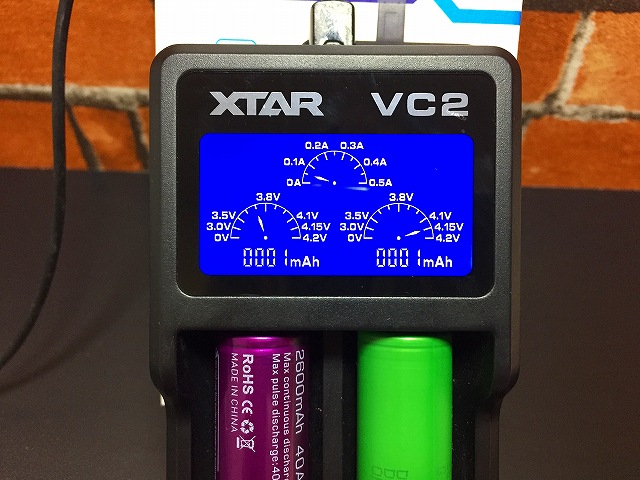 XTAR VC2
0.2A 0.3A
0.1A 0.4A
0A 0.5A
3.8V 3.8V
3.5V 4.1V 3.5V 4.1V
3.0V 4.15V 3.0V 4.15V
0V 4.2V 0V 4.2V
0001mAh 0001mAh
2600mAh 40A
Max continuous discharg
Max pulse discharge:40
RoHS CE
MADE IN CHINA